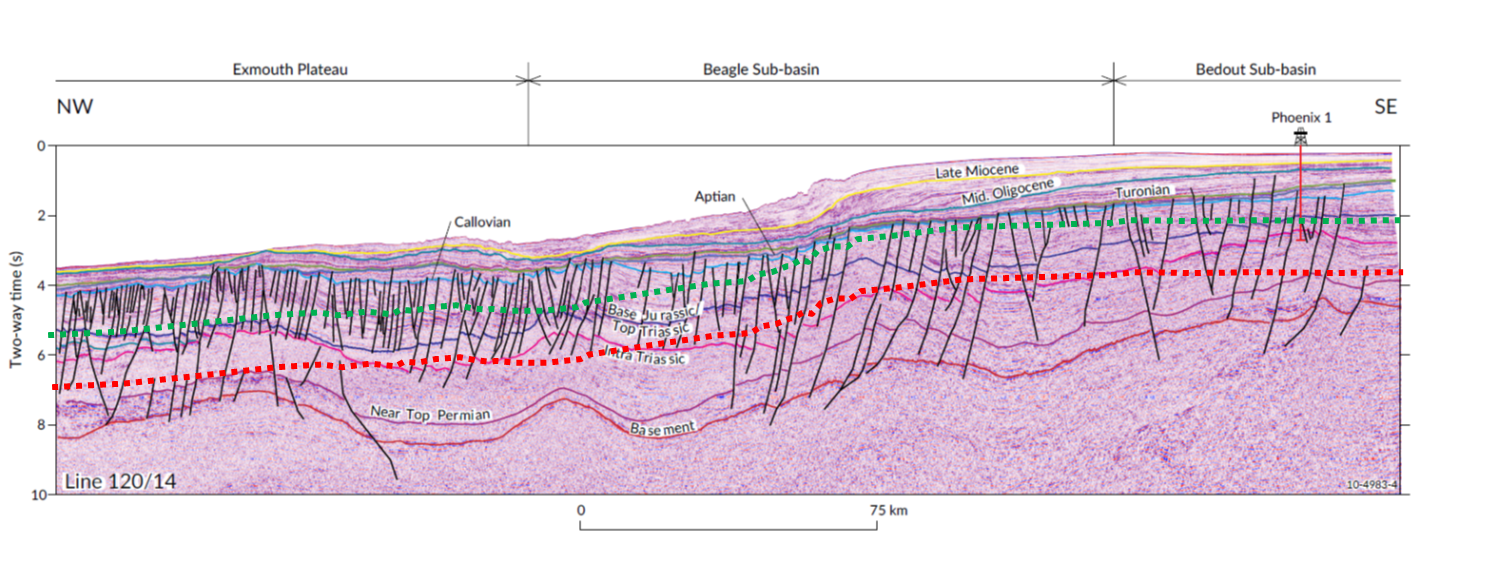 Exmouth Plateau
Beagle Sub-basin
Bedout Sub-basin
NW
SE
Phoenix 1
0
2
4
6
8
10
Two-way time (s)
Late Miocene
Mid. Oligocene
Turonian
Aptian
Callovian
Base Jurassic/
Top Triassic
Intra Triassic
Near Top Permian
Basement
Line 120/14
10-4983-4
0
75 km